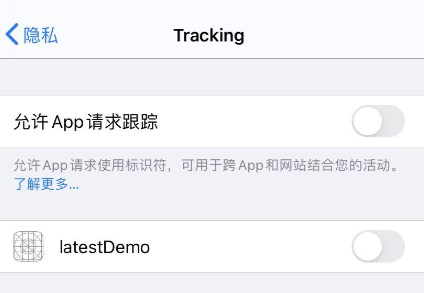 隐私
Tracking
允许App请求跟踪
允许App请求使用标识符，可用于跨App和网站结合您的活动。
了解更多...
latestDemo